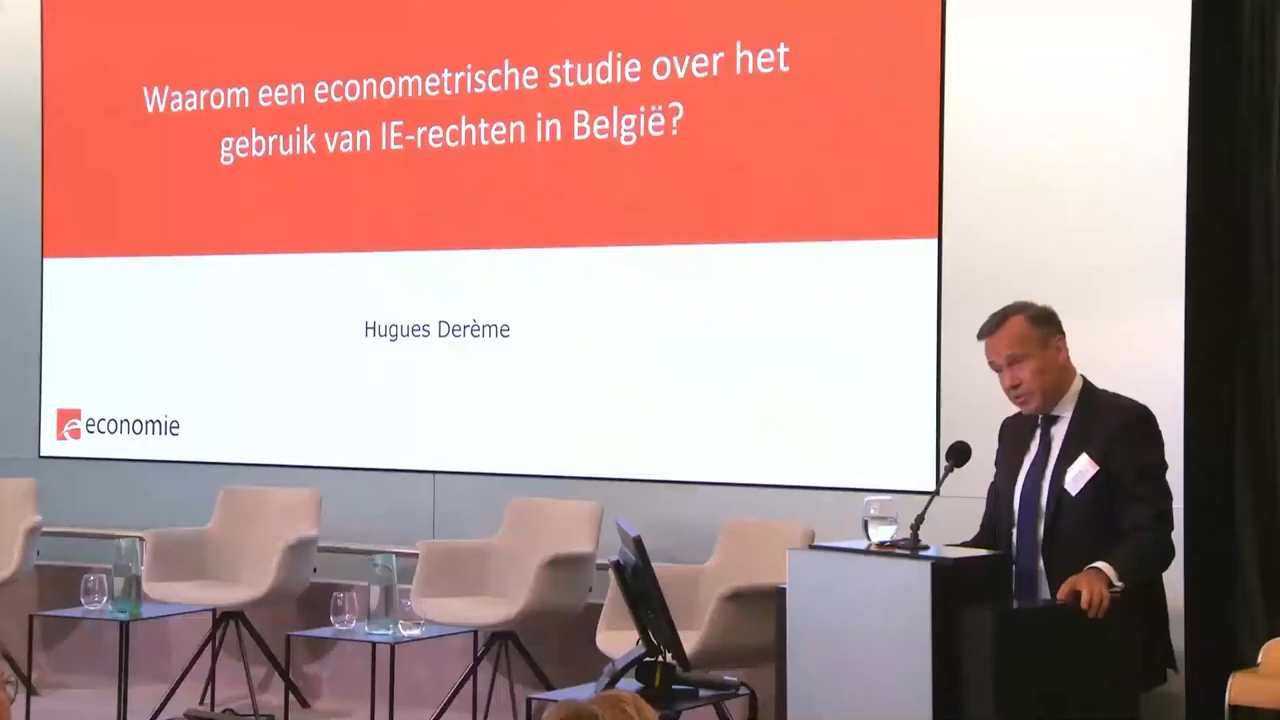 Waarom een econometrische studie over het
gebruik van IE-rechten in België?
Hugues Derème
economie